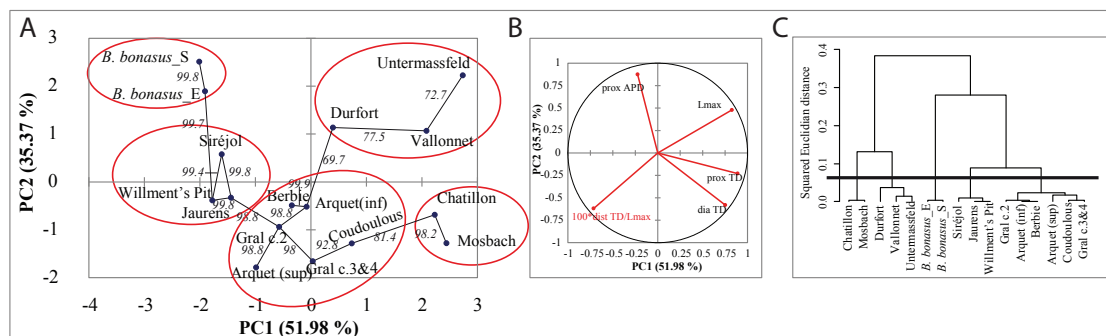 A
PC2 (35.37 %)
3
2
1
0
-1
-2
-3
-4
-3
-2
-1
0
1
2
3
PC1 (51.98 %)
B. bonasus_S
99.8
B. bonasus_E
99.7
Siréjol
99.4
99.8
Willment's Pit
99.8
Jaurens
98.8
Untermassfeld
72.7
Durfort
77.5
Vallonnet
69.7
99.9
Berbie
98.8
Arquet(inf)
Coudoulous
Gral c.2
92.8
81.4
98.8
98
Arquet (sup)
Gral c.3&4
Chatillon
98.2
Mosbach
B
PC2 (35.37 %)
1
0.75
0.5
0.25
0
-0.25
-0.5
-0.75
-1
-1
-0.75
-0.5
-0.25
0
0.25
0.5
0.75
1
PC1 (51.98 %)
prox APD
Lmax
prox TD
dia TD
100*dist TD/Lmax
C
Squared Euclidian distance
0.4
0.3
0.2
0.1
0.0
Chatillon
Mosbach
Durfort
Vallonnet
Untermasfeld
B. bonasus_E
B. bonasus_S
Siréjol
Jaurens
Willment's Pit
Gral c.2
Arquet (inf)
Berbie
Arquet (sup)
Coudoulous
Gral c.3&4